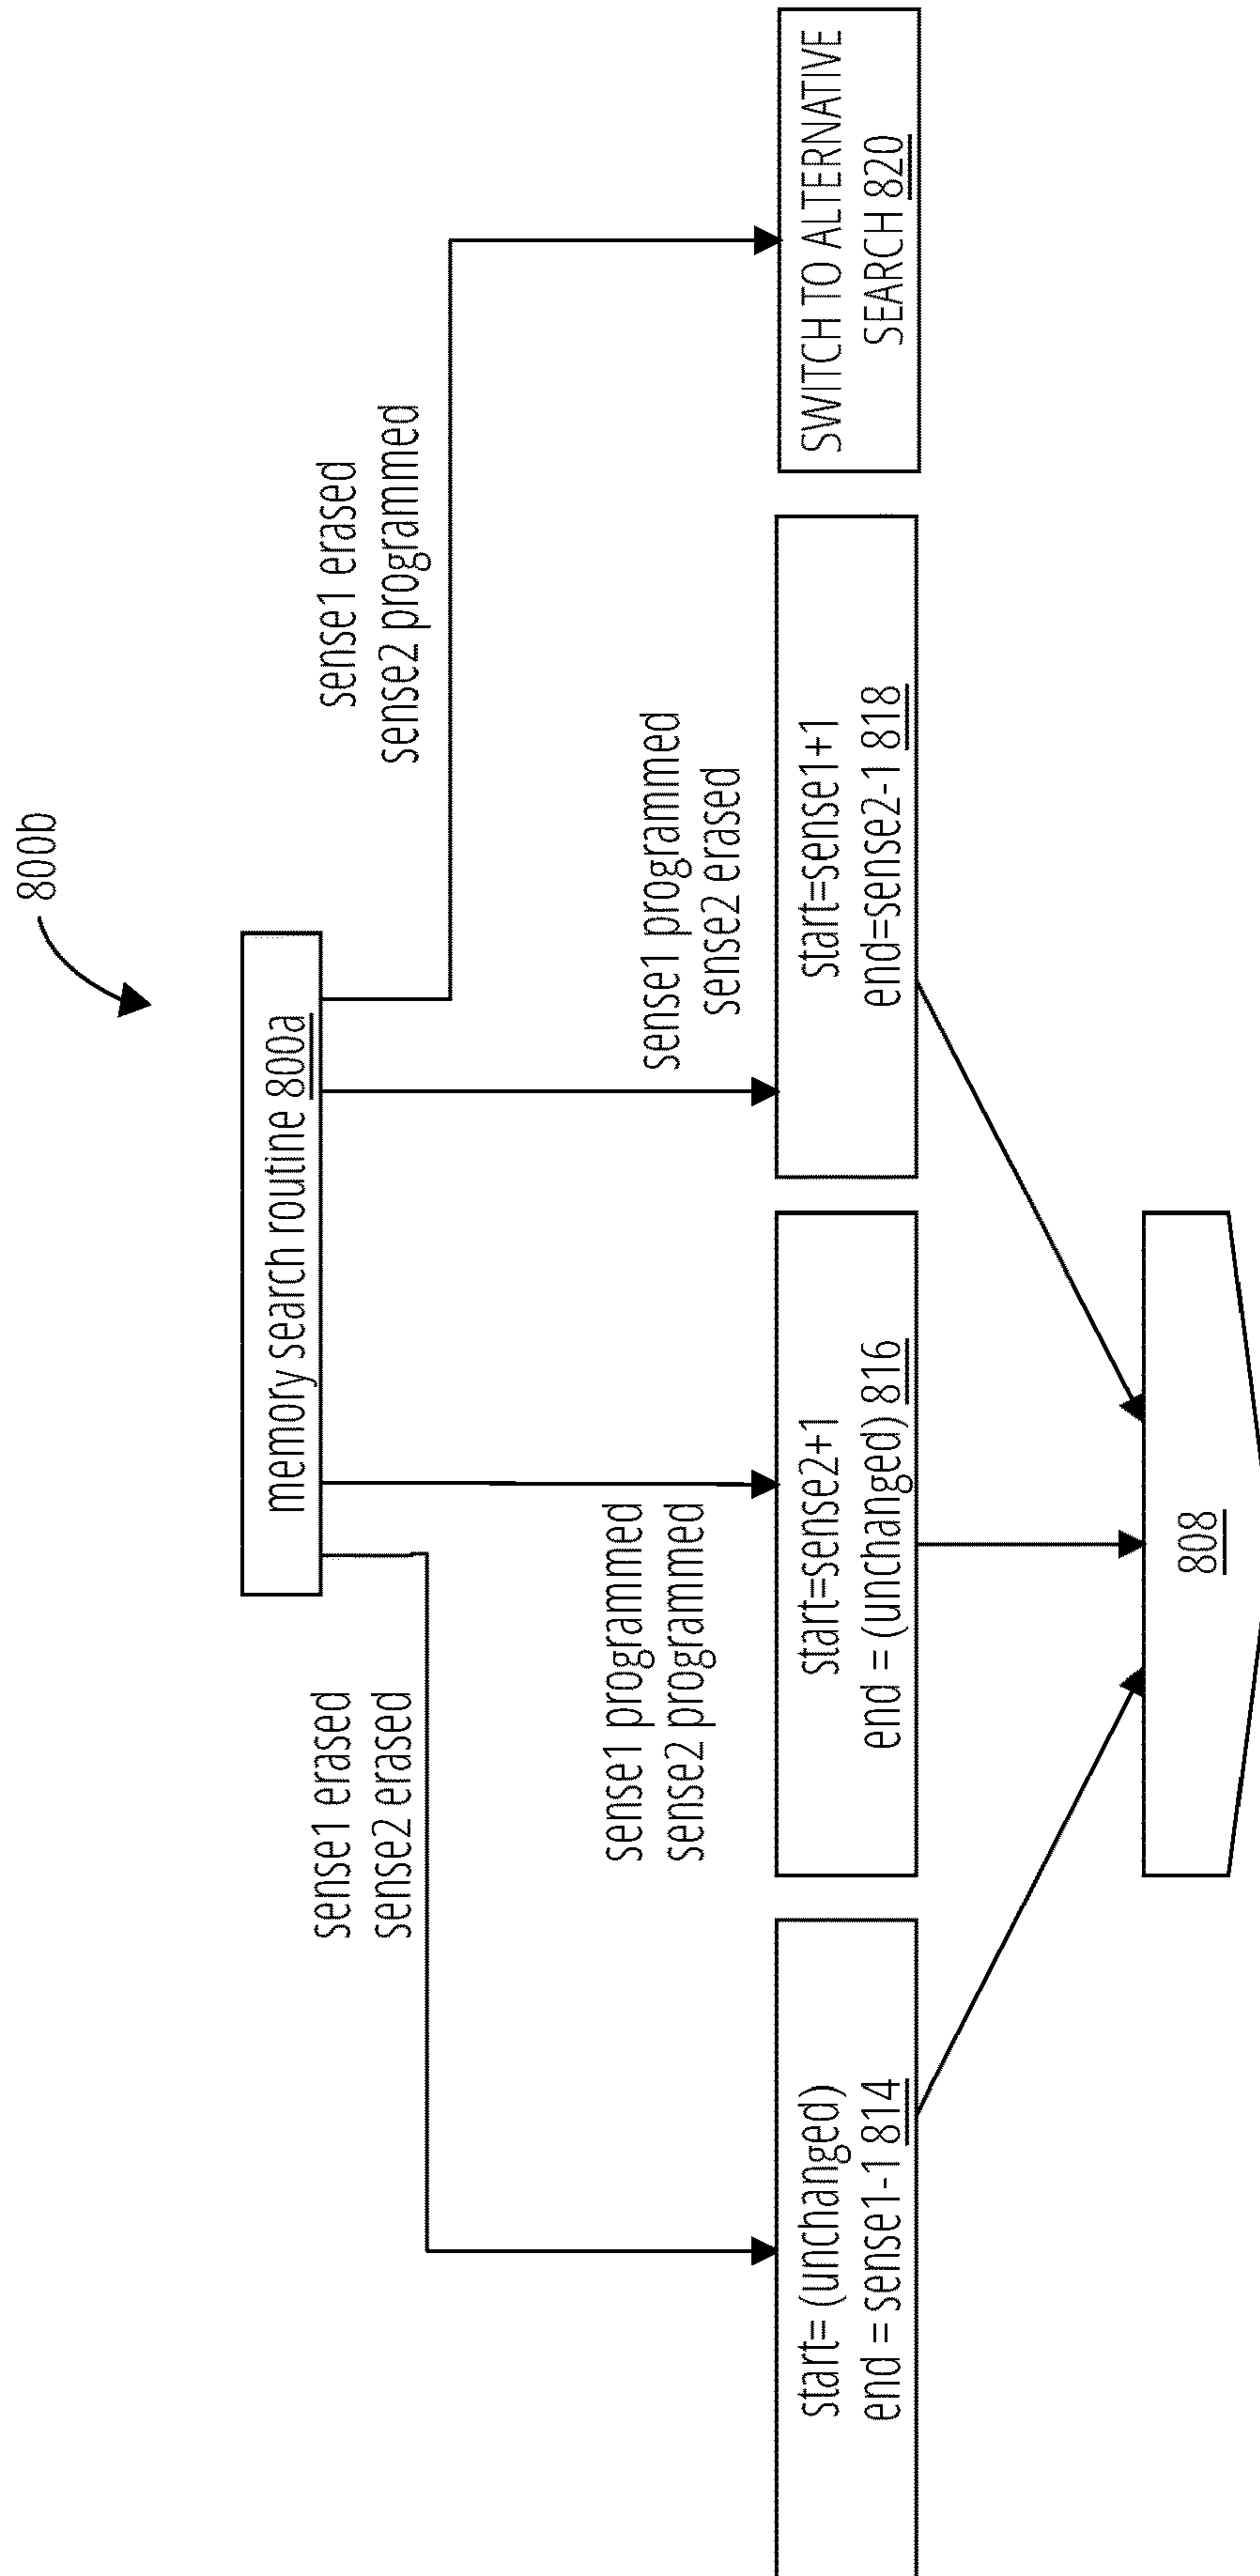 800b
memory search routine 800a
sense1 erased
sense2 erased
sense1 programmed
sense2 programmed
sense1 programmed
sense2 erased
sense1 erased
sense2 programmed
start= (unchanged)
end = sense1-1 814
start=sense2+1
end = (unchanged) 816
start=sense1+1
end=sense2-1 818
SWITCH TO ALTERNATIVE
SEARCH 820
808